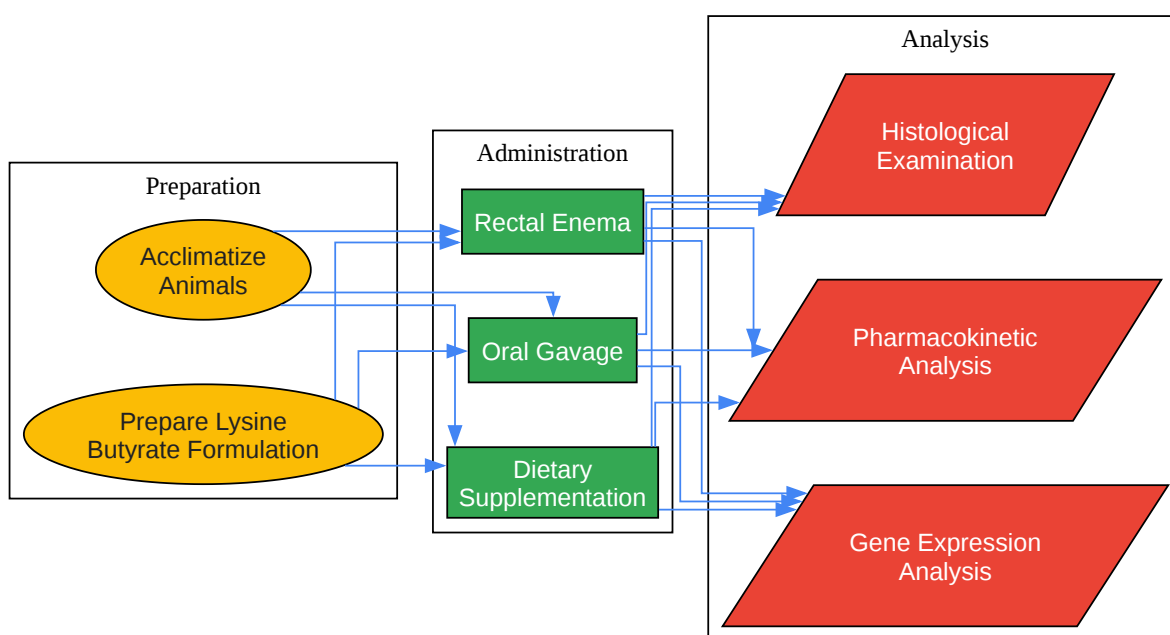 Preparation
Acclimatize
Animals
Prepare Lysine
Butyrate Formulation
Administration
Rectal Enema
Oral Gavage
Dietary
Supplementation
Analysis
Histological
Examination
Pharmacokinetic
Analysis
Gene Expression
Analysis